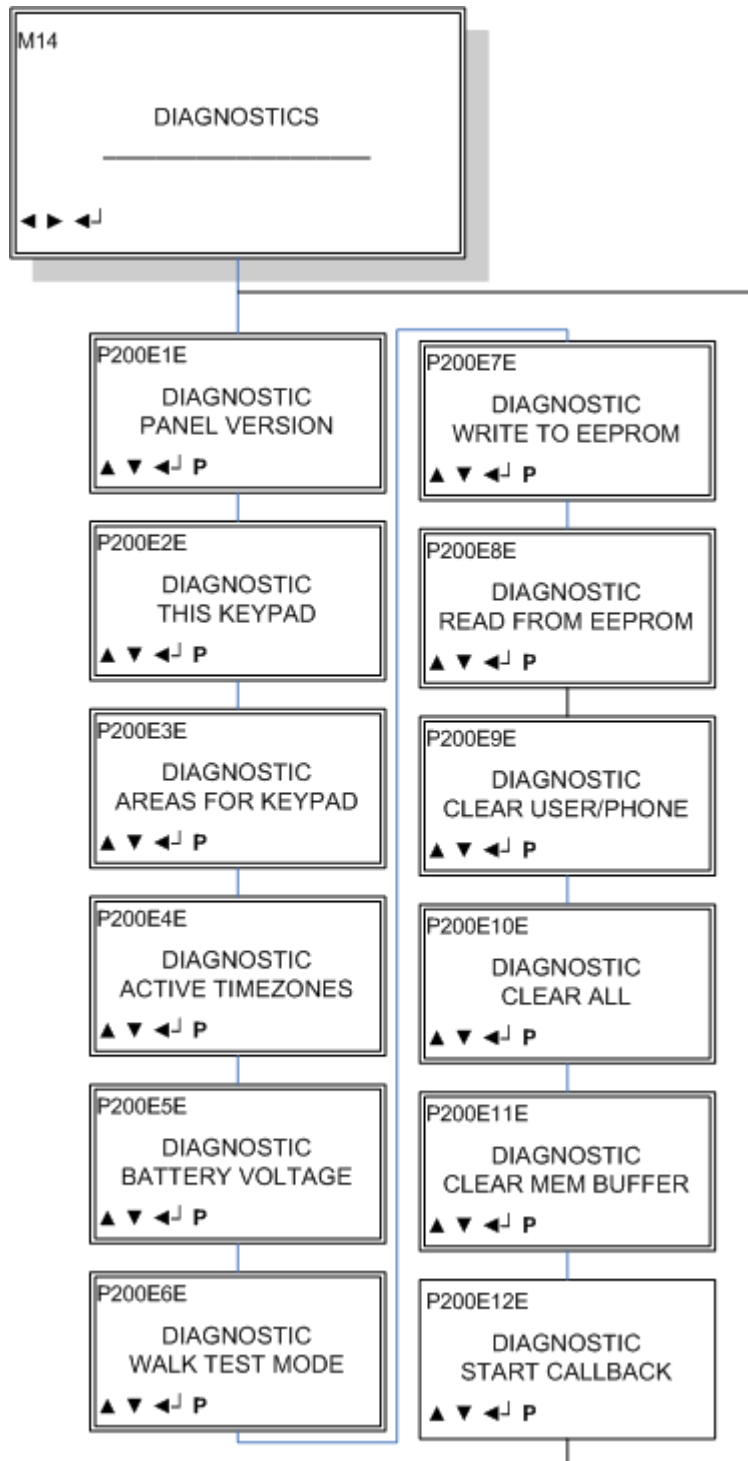 M14
DIAGNOSTICS
◄ ► ◄┘
P200E1E
DIAGNOSTIC
PANEL VERSION
▲ ▼ ◄┘ P
P200E2E
DIAGNOSTIC
THIS KEYPAD
▲ ▼ ◄┘ P
P200E3E
DIAGNOSTIC
AREAS FOR KEYPAD
▲ ▼ ◄┘ P
P200E4E
DIAGNOSTIC
ACTIVE TIMEZONES
▲ ▼ ◄┘ P
P200E5E
DIAGNOSTIC
BATTERY VOLTAGE
▲ ▼ ◄┘ P
P200E6E
DIAGNOSTIC
WALK TEST MODE
▲ ▼ ◄┘ P
P200E7E
DIAGNOSTIC
WRITE TO EEPROM
▲ ▼ ◄┘ P
P200E8E
DIAGNOSTIC
READ FROM EEPROM
▲ ▼ ◄┘ P
P200E9E
DIAGNOSTIC
CLEAR USER/PHONE
▲ ▼ ◄┘ P
P200E10E
DIAGNOSTIC
CLEAR ALL
▲ ▼ ◄┘ P
P200E11E
DIAGNOSTIC
CLEAR MEM BUFFER
▲ ▼ ◄┘ P
P200E12E
DIAGNOSTIC
START CALLBACK
▲ ▼ ◄┘ P